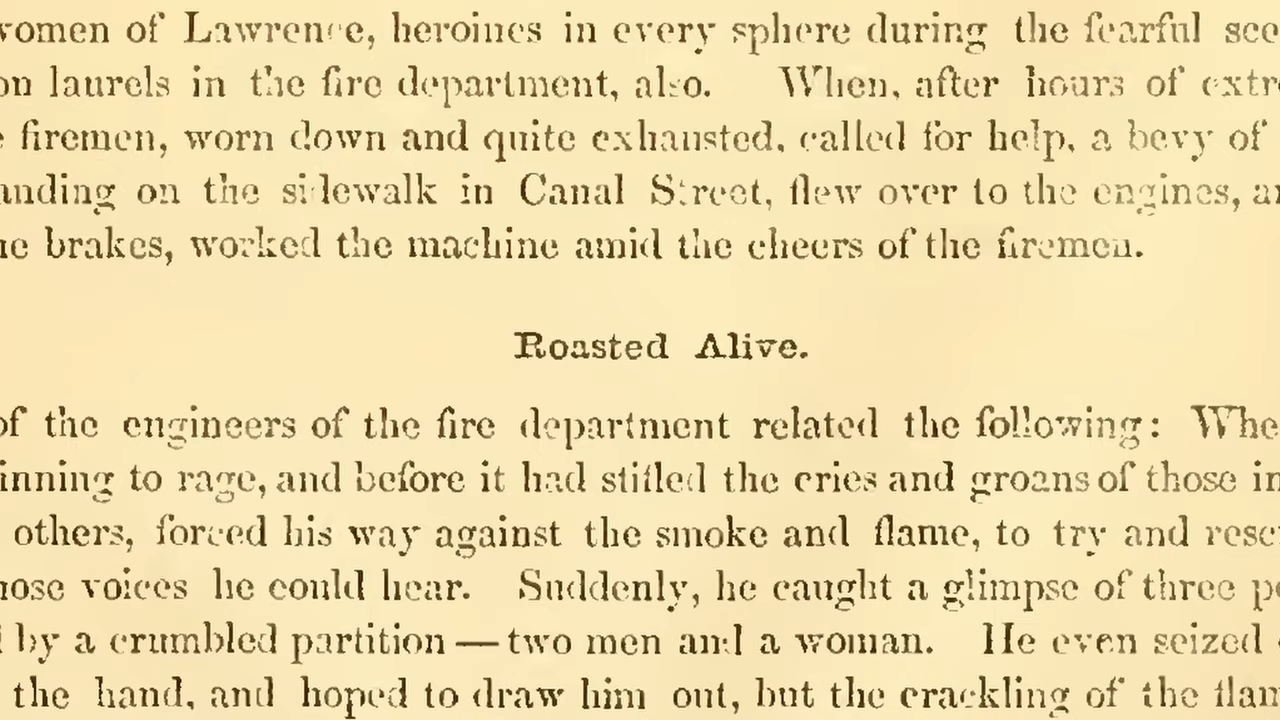 women of Lawrence, heroines in every sphere during the fearful sce
on laurels in the fire department, also. When, after hours of extre
e firemen, worn down and quite exhausted, called for help, a bevy of
anding on the sidewalk in Canal Street, flew over to the engines, an
he brakes, worked the machine amid the cheers of the firemen.
Roasted Alive.
of the engineers of the fire department related the following: Whe
inning to rage, and before it had stifled the cries and groans of those in
others, forced his way against the smoke and flame, to try and resc
hose voices he could hear. Suddenly, he caught a glimpse of three pe
l by a crumbled partition — two men and a woman. He even seized
the hand, and hoped to draw him out, but the crackling of the flam